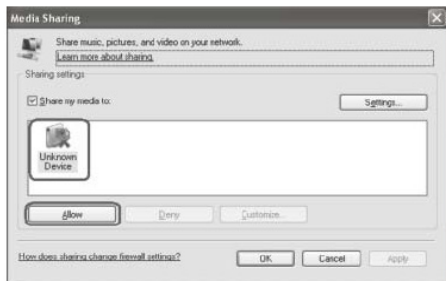 Media Sharing
Share music, pictures, and video on your network.
Learn more about sharing.
Sharing settings
Share my media to:
Settings...
Unknown
Device
Allow
Deny
Customize...
How does sharing change firewall settings?
OK
Cancel
Apply